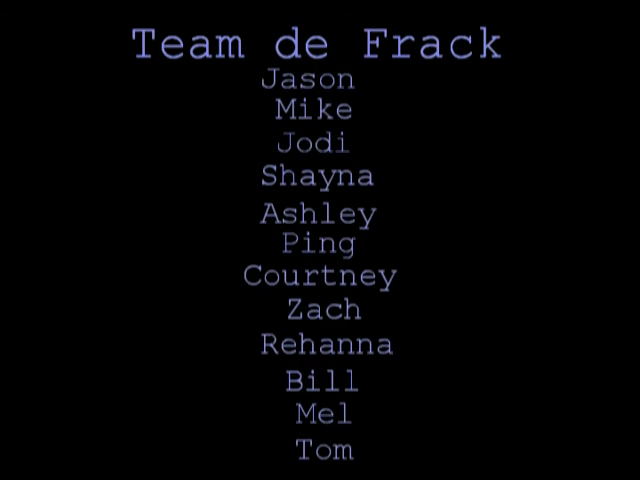 Team de Frack
Jason
Mike
Jodi
Shayna
Ashley
Ping
Courtney
Zach
Rehanna
Bill
Mel
Tom